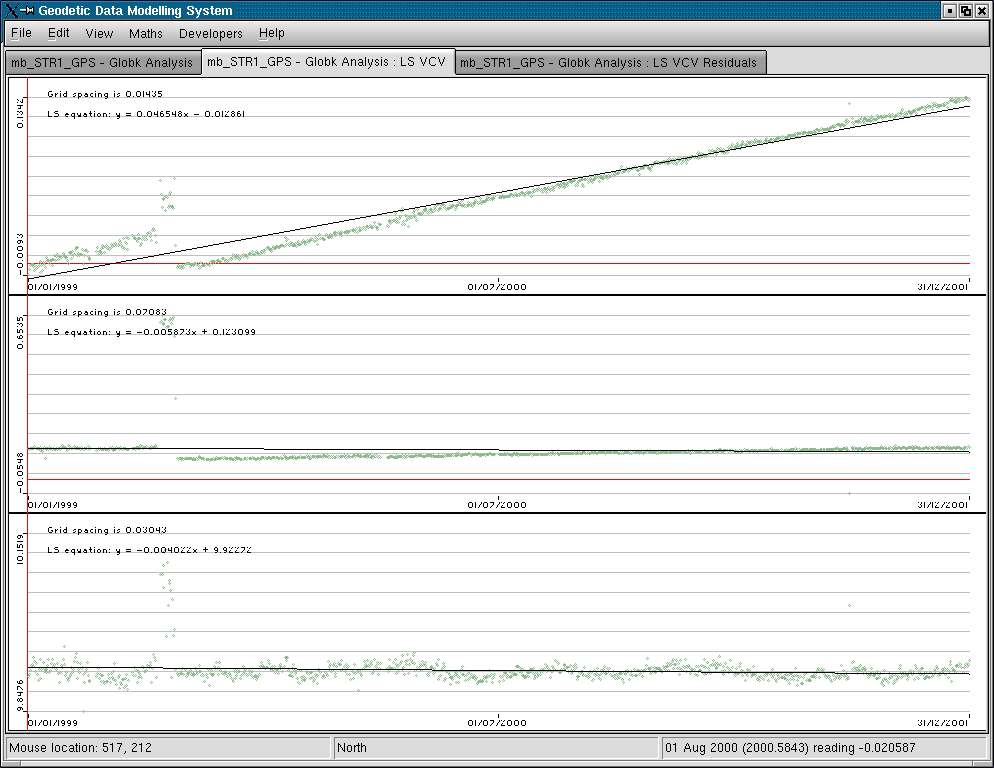 Geodetic Data Modelling System
File Edit View Maths Developers Help
mb_STR1_GPS - Globk Analysis mb_STR1_GPS - Globk Analysis : LS VCV mb_STR1_GPS - Globk Analysis : LS VCV Residuals
Grid spacing is 0.01435
LS equation: y = 0.046548x - 0.012861
0.1342
-0.0093
01/01/1999 01/07/2000 31/12/2001
Grid spacing is 0.07083
LS equation: y = -0.005873x + 0.123099
0.6535
-0.0548
01/01/1999 01/07/2000 31/12/2001
Grid spacing is 0.03043
LS equation: y = -0.004022x + 9.92272
10.1519
9.8476
01/01/1999 01/07/2000 31/12/2001
Mouse location: 517, 212 North 01 Aug 2000 (2000.5843) reading -0.020587